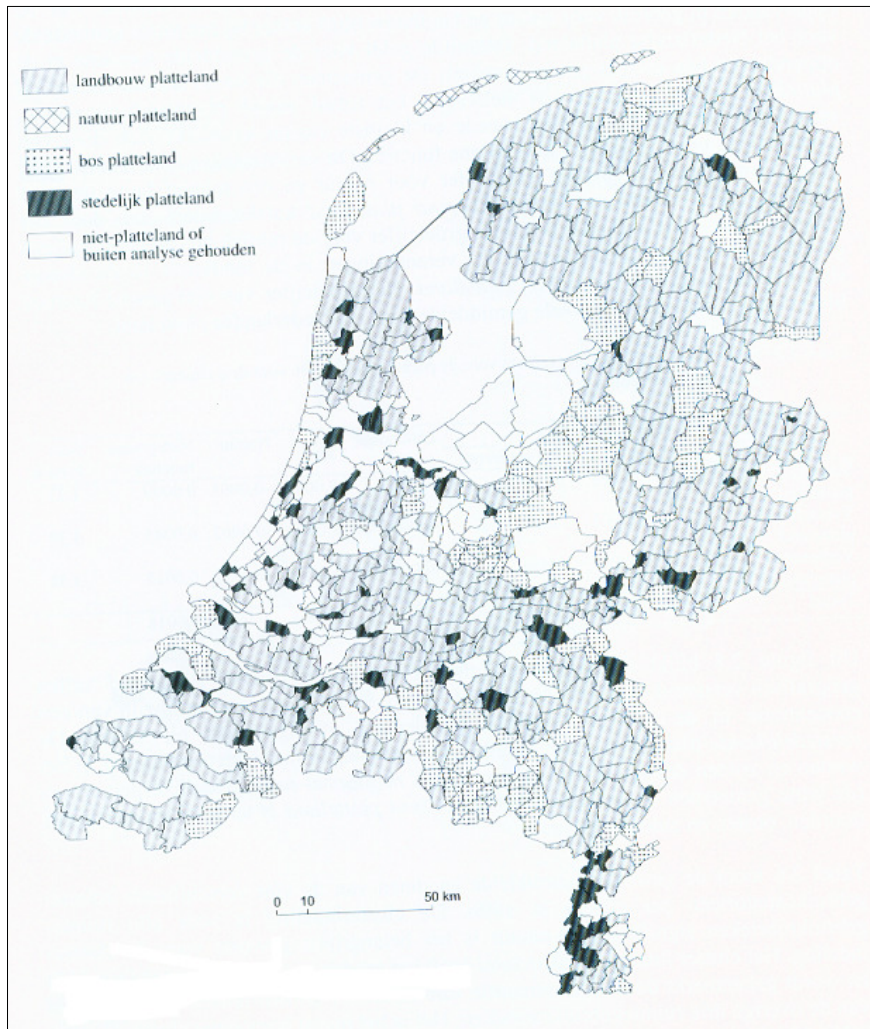 landbouw platteland
natuur platteland
bos platteland
stedelijk platteland
niet-platteland of
buiten analyse gehouden
0 10 50 km